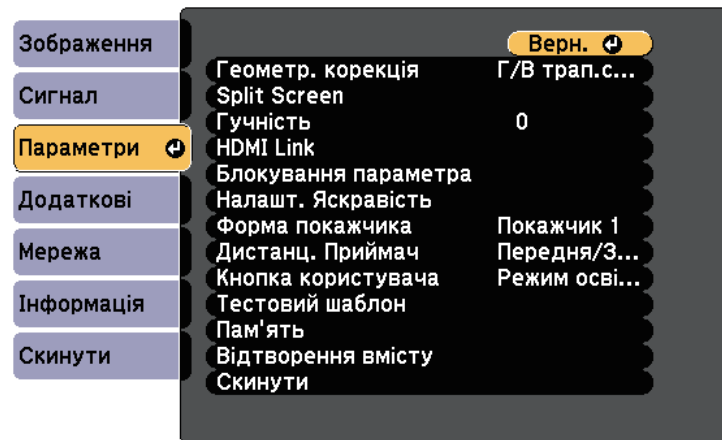 Зображення
Сигнал
Параметри
Додаткові
Мережа
Інформація
Скинути
Верн.
Геометр. корекція Г/В трап.с...
Split Screen
Гучність 0
HDMI Link
Блокування параметра
Налашт. Яскравість
Форма покажчика Покажчик 1
Дистанц. Приймач Передня/З...
Кнопка користувача Режим осві...
Тестовий шаблон
Пам'ять
Відтворення вмісту
Скинути